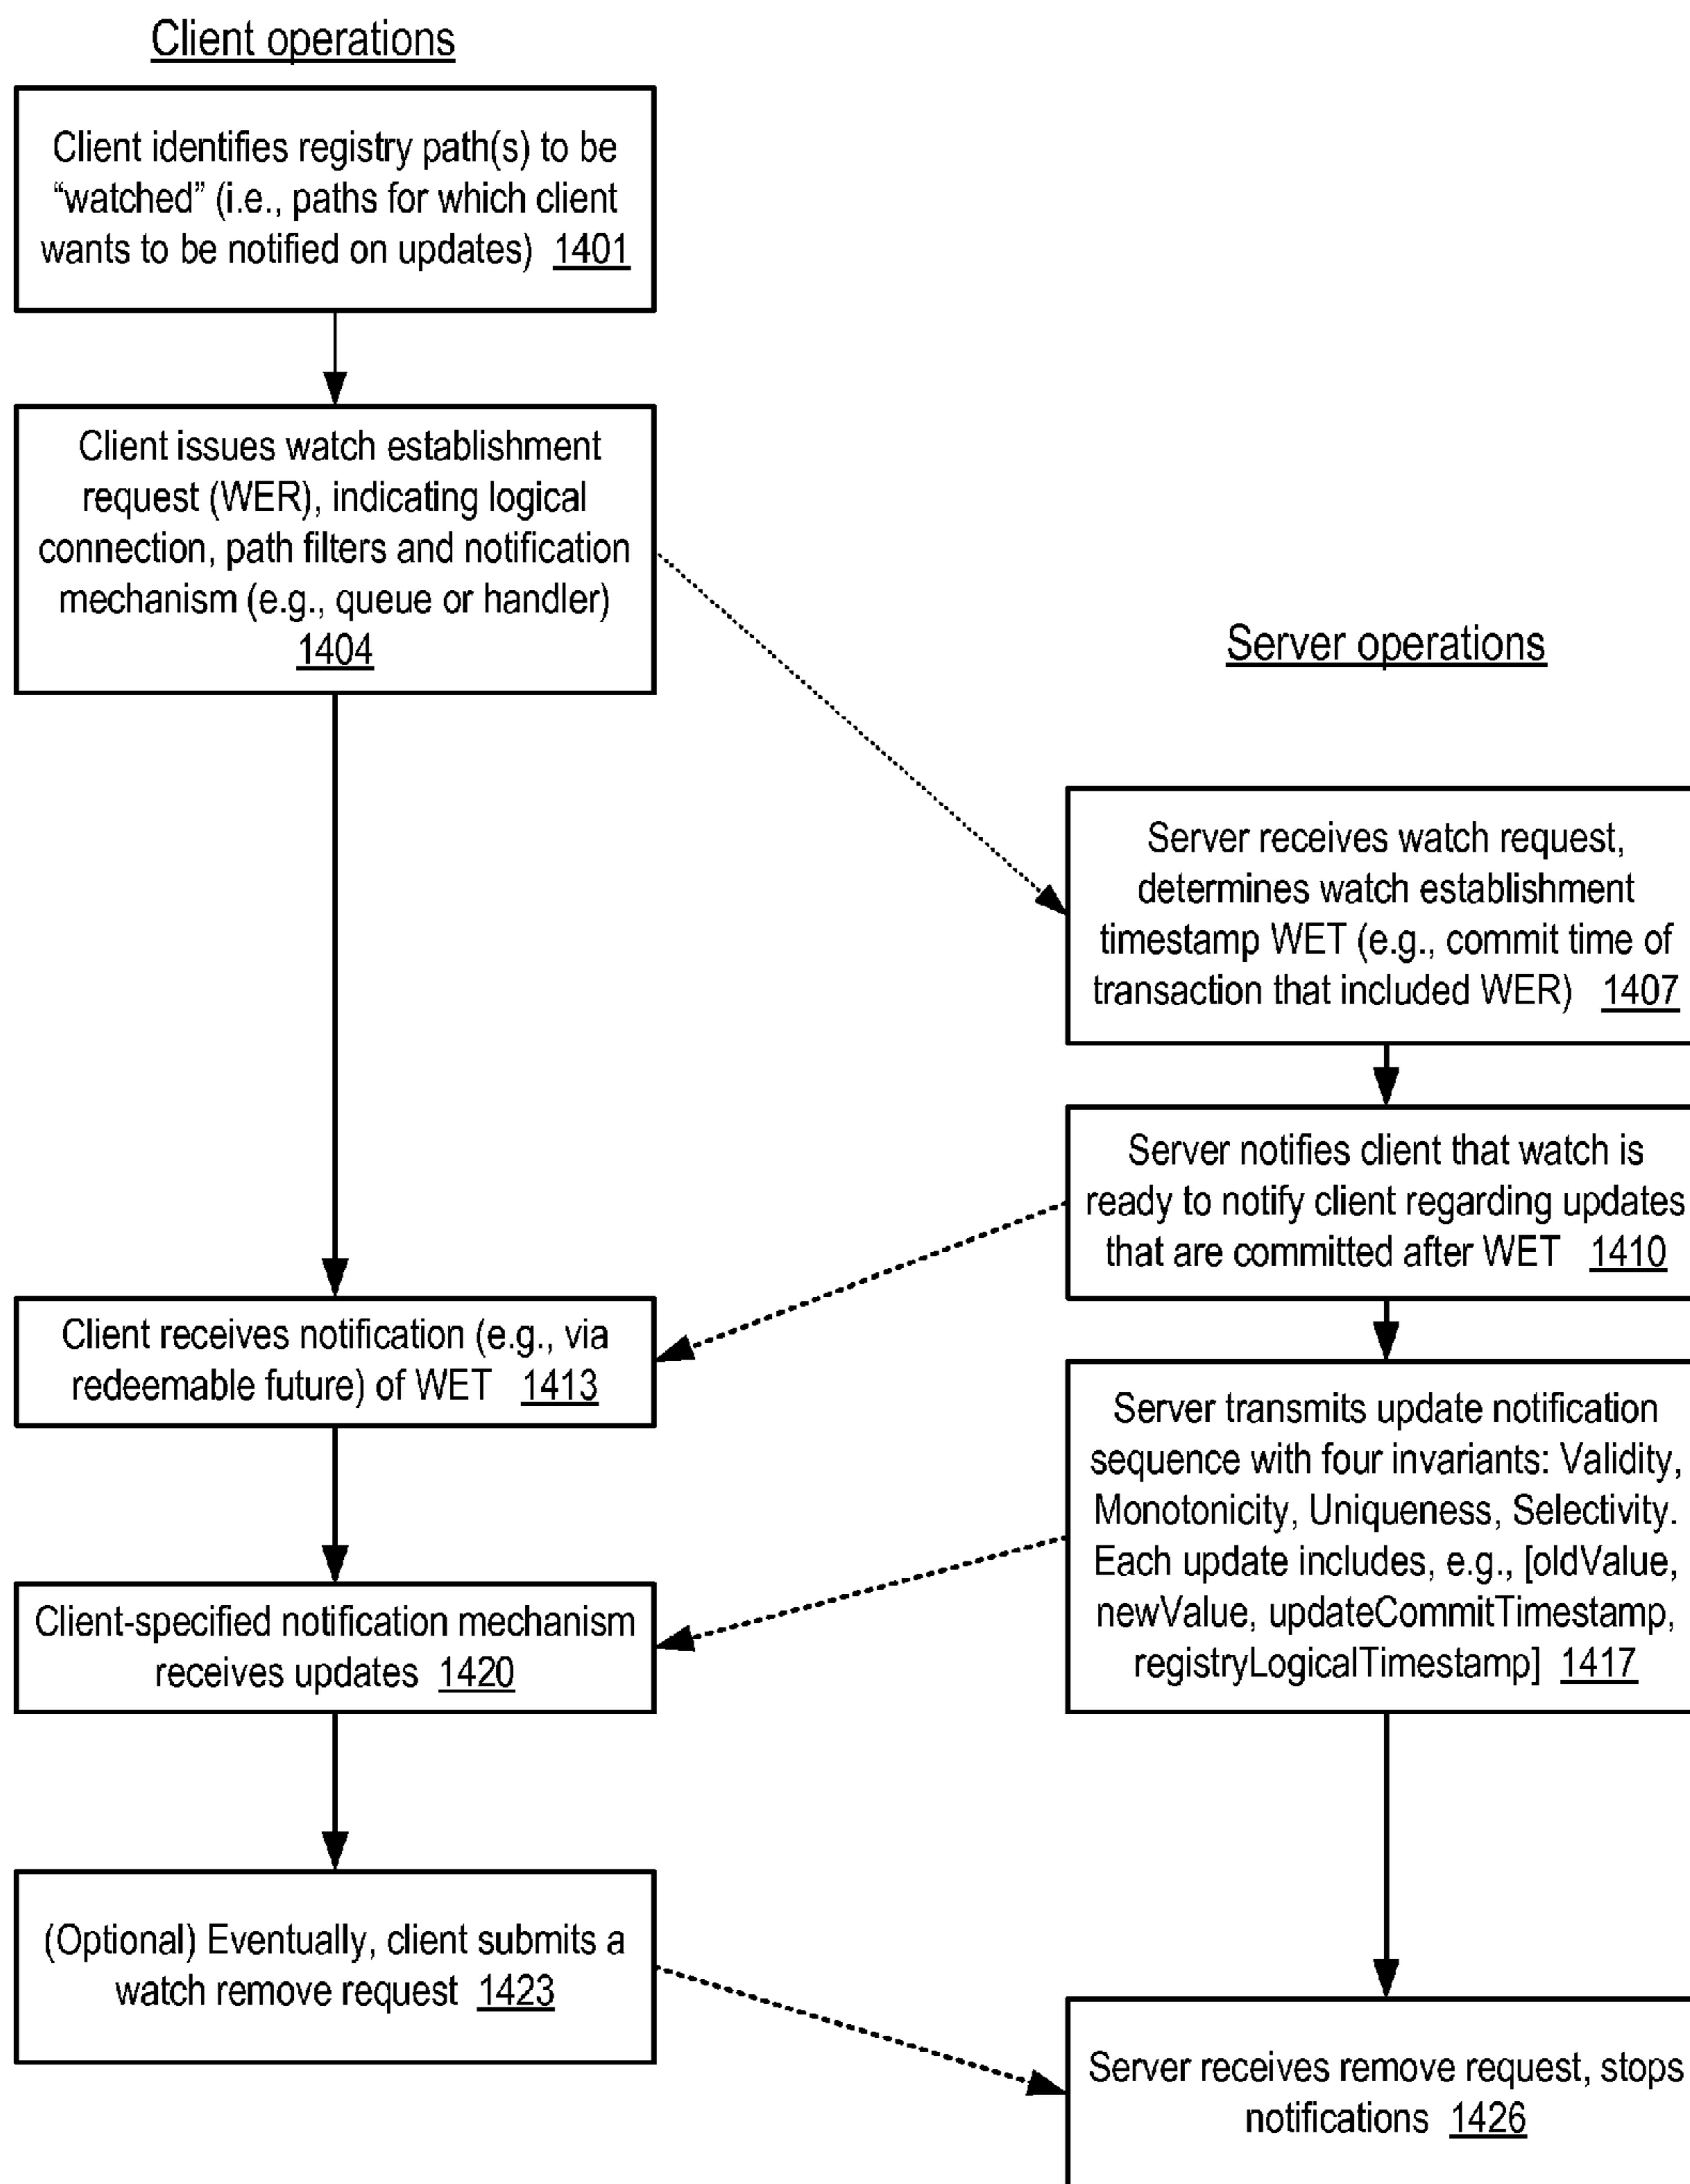 Client operations
Client identifies registry path(s) to be
“watched” (i.e., paths for which client
wants to be notified on updates) 1401
Client issues watch establishment
request (WER), indicating logical
connection, path filters and notification
mechanism (e.g., queue or handler)
1404
Server operations
Server receives watch request,
determines watch establishment
timestamp WET (e.g., commit time of
transaction that included WER) 1407
Server notifies client that watch is
ready to notify client regarding updates
that are committed after WET 1410
Client receives notification (e.g., via
redeemable future) of WET 1413
Server transmits update notification
sequence with four invariants: Validity,
Monotonicity, Uniqueness, Selectivity.
Each update includes, e.g., [oldValue,
newValue, updateCommitTimestamp,
registryLogicalTimestamp] 1417
Client-specified notification mechanism
receives updates 1420
(Optional) Eventually, client submits a
watch remove request 1423
Server receives remove request, stops
notifications 1426